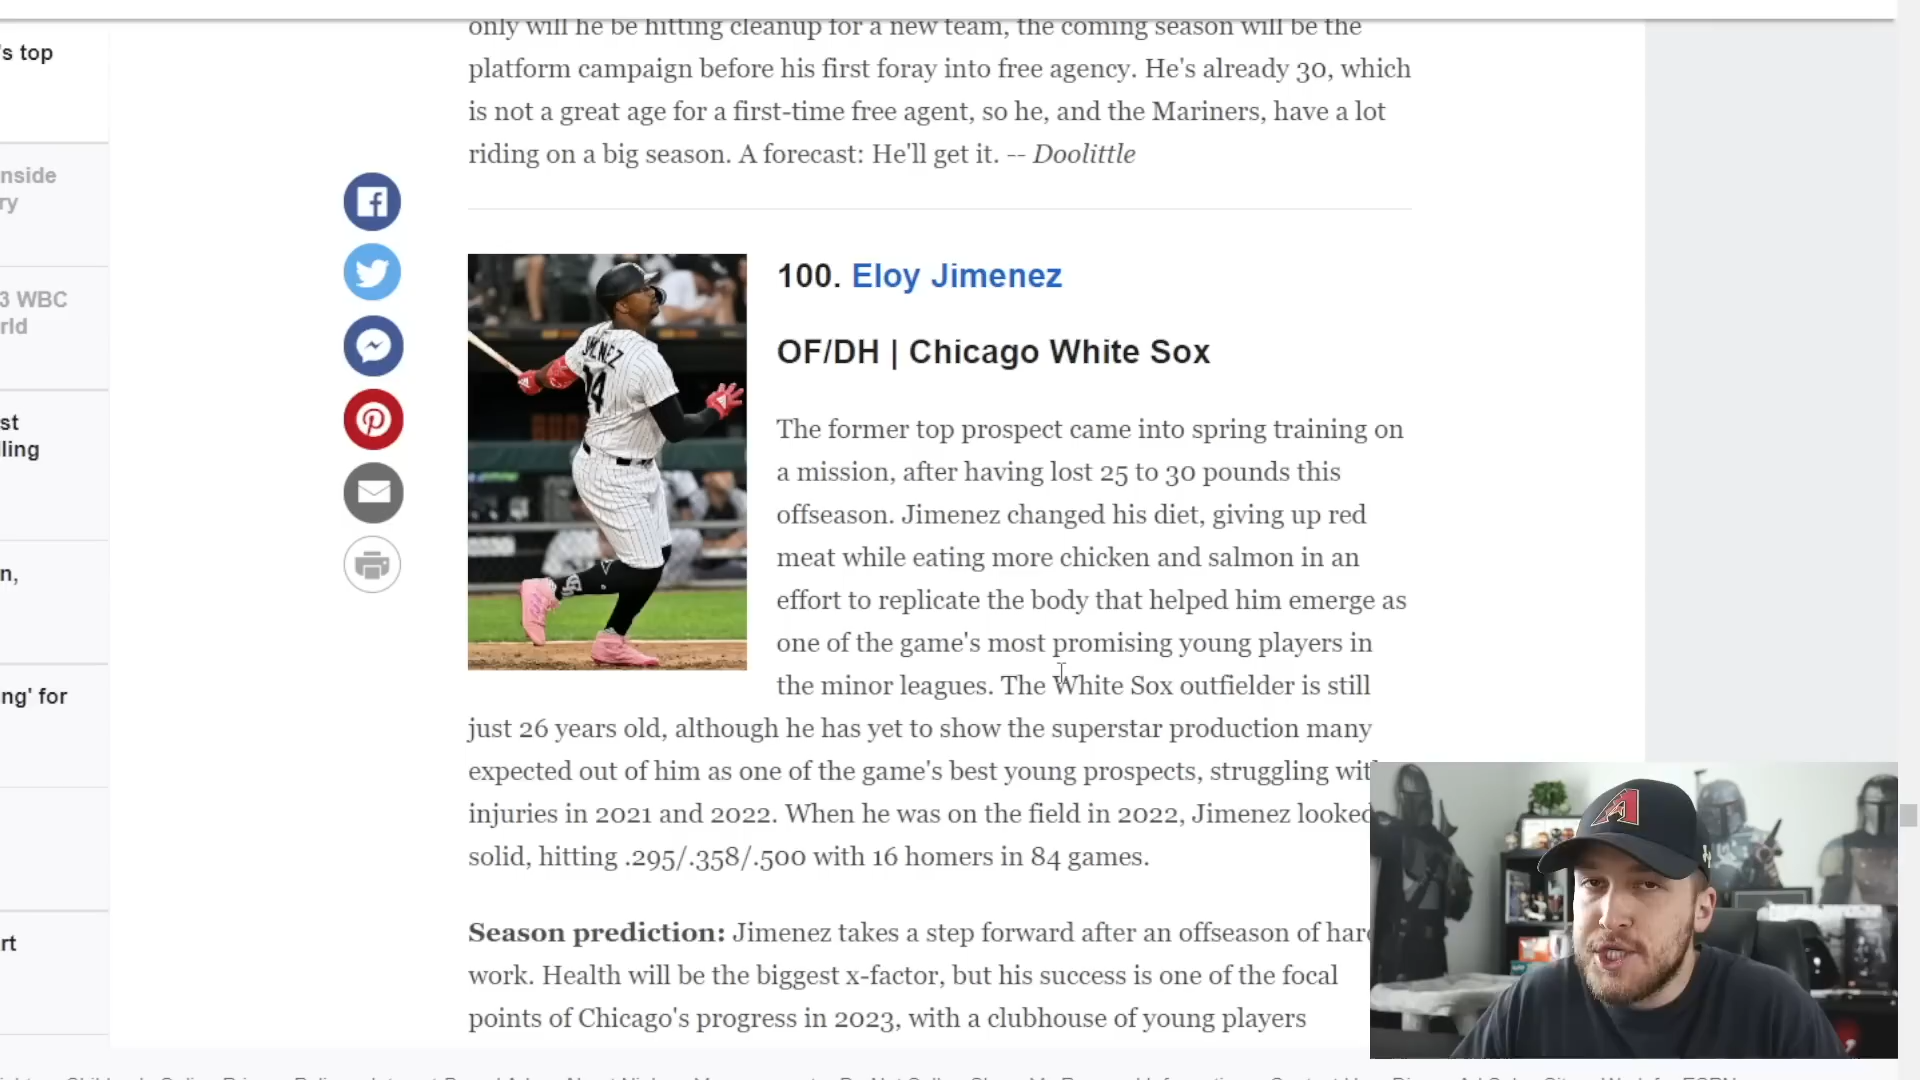 only will he be hitting cleanup for a new team, the coming season will be the
platform campaign before his first foray into free agency. He's already 30, which
is not a great age for a first-time free agent, so he, and the Mariners, have a lot
riding on a big season. A forecast: He'll get it. -- Doolittle
's top
nside
ry
3 WBC
rld
st
ling
n,
ng' for
rt
100. Eloy Jimenez
OF/DH | Chicago White Sox
The former top prospect came into spring training on
a mission, after having lost 25 to 30 pounds this
offseason. Jimenez changed his diet, giving up red
meat while eating more chicken and salmon in an
effort to replicate the body that helped him emerge as
one of the game's most promising young players in
the minor leagues. The White Sox outfielder is still
just 26 years old, although he has yet to show the superstar production many
expected out of him as one of the game's best young prospects, struggling wit
injuries in 2021 and 2022. When he was on the field in 2022, Jimenez looked
solid, hitting .295/.358/.500 with 16 homers in 84 games.
Season prediction: Jimenez takes a step forward after an offseason of hard
work. Health will be the biggest x-factor, but his success is one of the focal
points of Chicago's progress in 2023, with a clubhouse of young players
A